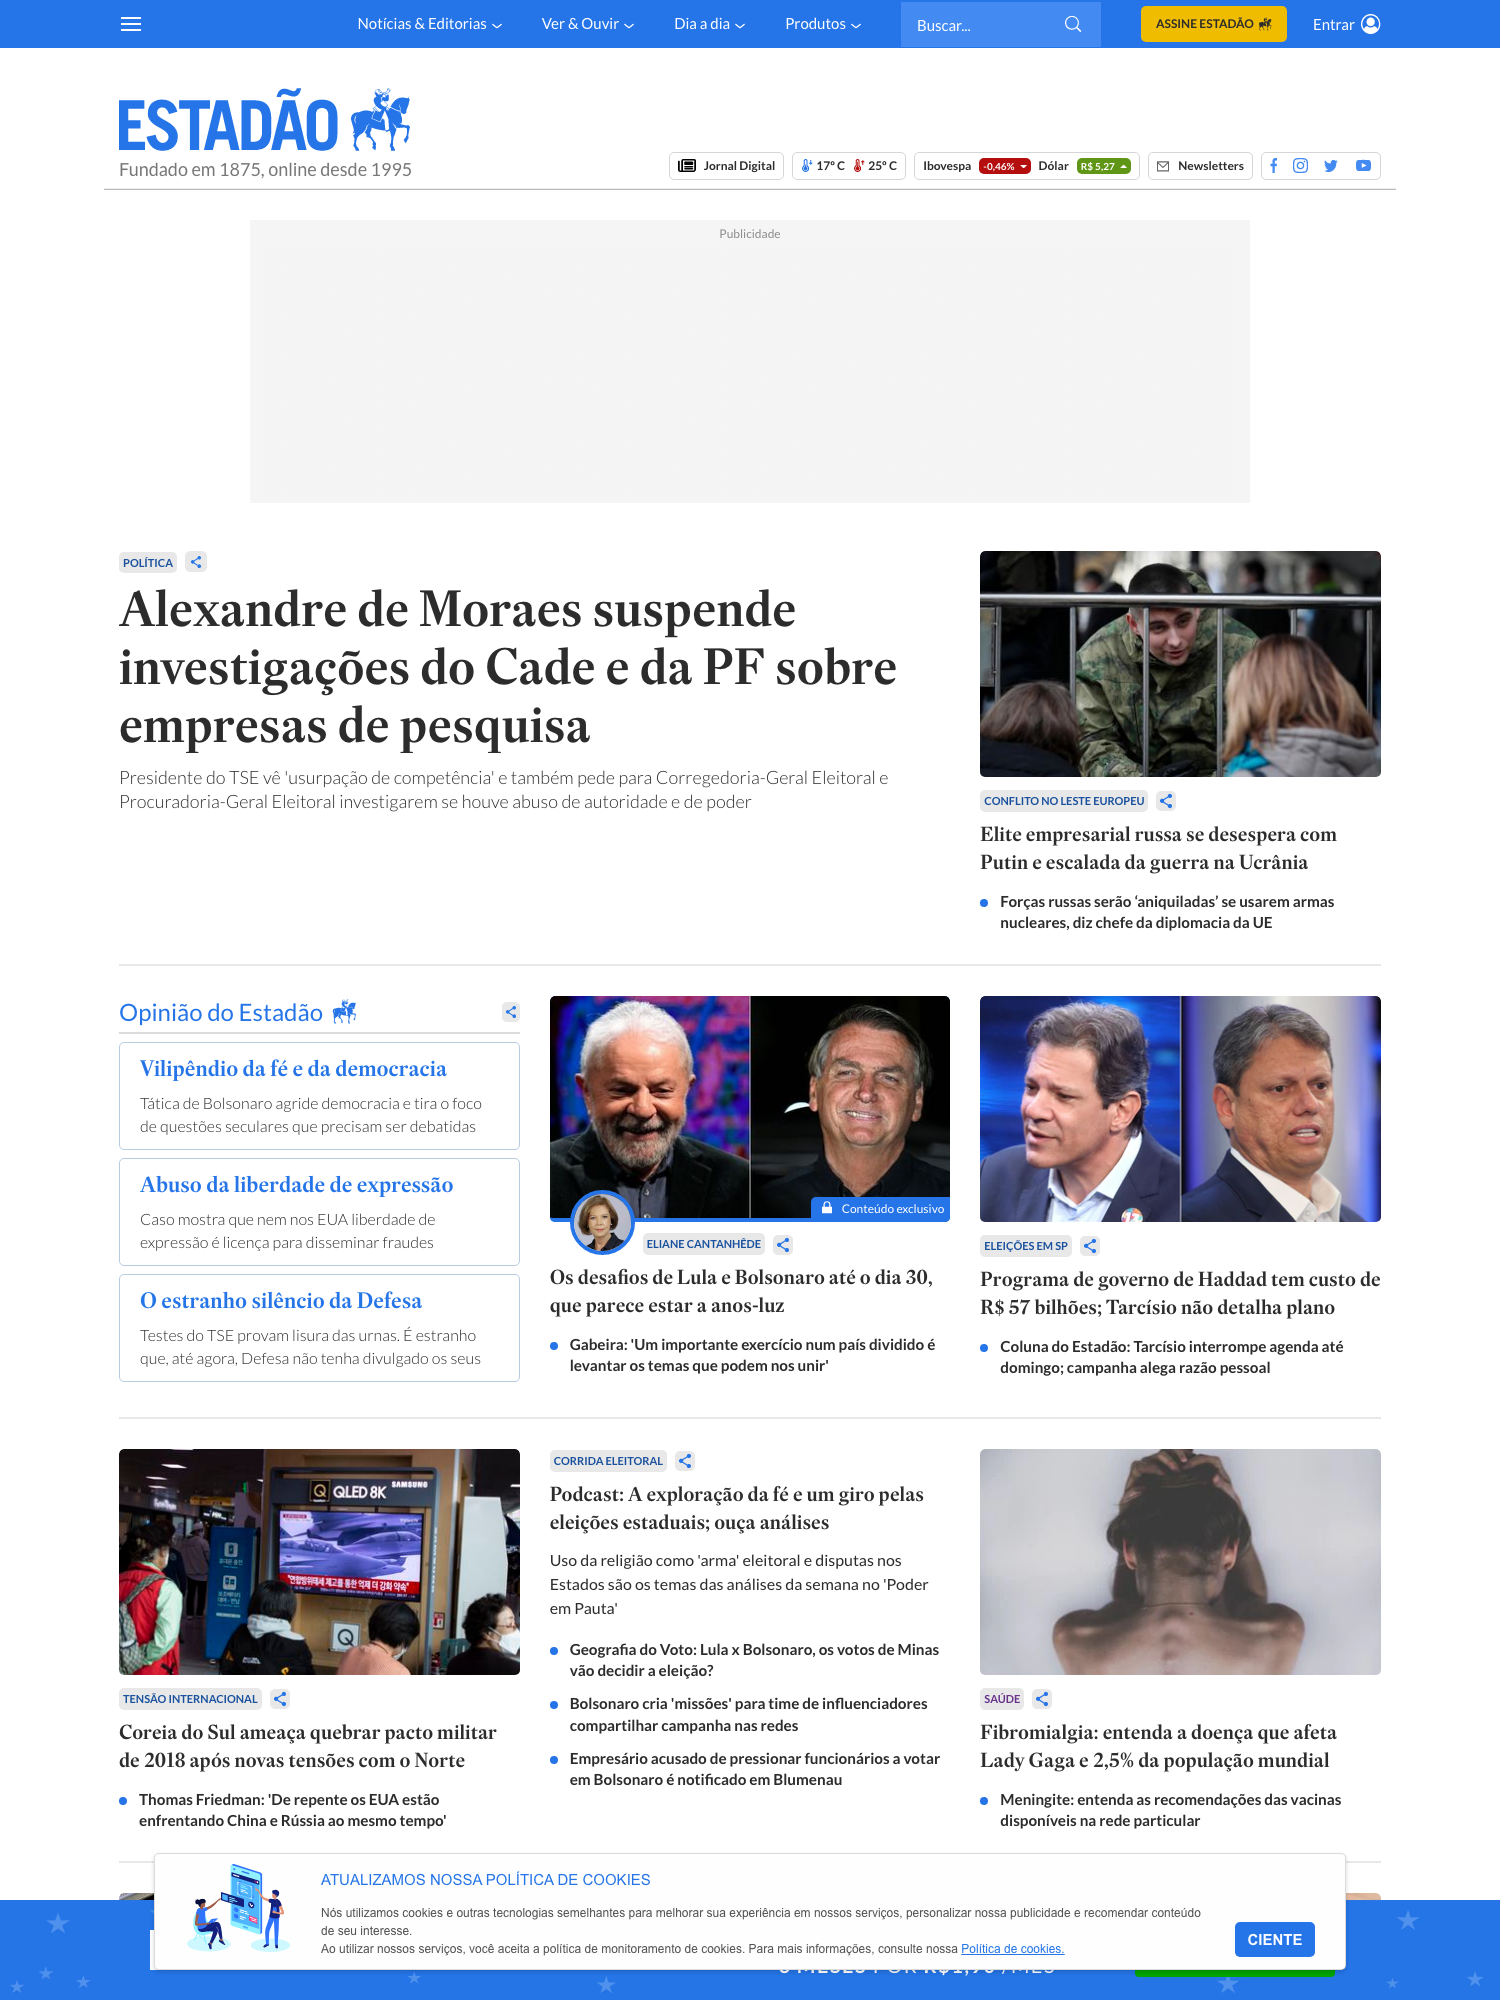 Notícias & Editorias
Ver & Ouvir
Dia a dia
Produtos
Buscar...
ASSINE ESTADÃO
Entrar
ESTADÃO
Fundado em 1875, online desde 1995
Jornal Digital
17º C
25º C
Ibovespa
-0,46%
Dólar
R$ 5,27
Newsletters
Publicidade
POLÍTICA
Alexandre de Moraes suspende
investigações do Cade e da PF sobre
empresas de pesquisa
Presidente do TSE vê 'usurpação de competência' e também pede para Corregedoria-Geral Eleitoral e
Procuradoria-Geral Eleitoral investigarem se houve abuso de autoridade e de poder
CONFLITO NO LESTE EUROPEU
Elite empresarial russa se desespera com
Putin e escalada da guerra na Ucrânia
Forças russas serão ‘aniquiladas’ se usarem armas
nucleares, diz chefe da diplomacia da UE
Opinião do Estadão
Vilipêndio da fé e da democracia
Tática de Bolsonaro agride democracia e tira o foco
de questões seculares que precisam ser debatidas
Abuso da liberdade de expressão
Caso mostra que nem nos EUA liberdade de
expressão é licença para disseminar fraudes
O estranho silêncio da Defesa
Testes do TSE provam lisura das urnas. É estranho
que, até agora, Defesa não tenha divulgado os seus
Conteúdo exclusivo
ELIANE CANTANHÊDE
Os desafios de Lula e Bolsonaro até o dia 30,
que parece estar a anos-luz
Gabeira: 'Um importante exercício num país dividido é
levantar os temas que podem nos unir'
ELEIÇÕES EM SP
Programa de governo de Haddad tem custo de
R$ 57 bilhões; Tarcísio não detalha plano
Coluna do Estadão: Tarcísio interrompe agenda até
domingo; campanha alega razão pessoal
Q QLED 8K
SAMSUNG
Q
TENSÃO INTERNACIONAL
Coreia do Sul ameaça quebrar pacto militar
de 2018 após novas tensões com o Norte
Thomas Friedman: 'De repente os EUA estão
enfrentando China e Rússia ao mesmo tempo'
CORRIDA ELEITORAL
Podcast: A exploração da fé e um giro pelas
eleições estaduais; ouça análises
Uso da religião como 'arma' eleitoral e disputas nos
Estados são os temas das análises da semana no 'Poder
em Pauta'
Geografia do Voto: Lula x Bolsonaro, os votos de Minas
vão decidir a eleição?
Bolsonaro cria 'missões' para time de influenciadores
compartilhar campanha nas redes
Empresário acusado de pressionar funcionários a votar
em Bolsonaro é notificado em Blumenau
SAÚDE
Fibromialgia: entenda a doença que afeta
Lady Gaga e 2,5% da população mundial
Meningite: entenda as recomendações das vacinas
disponíveis na rede particular
ATUALIZAMOS NOSSA POLÍTICA DE COOKIES
Nós utilizamos cookies e outras tecnologias semelhantes para melhorar sua experiência em nossos serviços, personalizar nossa publicidade e recomendar conteúdo
de seu interesse.
Ao utilizar nossos serviços, você aceita a política de monitoramento de cookies. Para mais informações, consulte nossa Política de cookies.
CIENTE